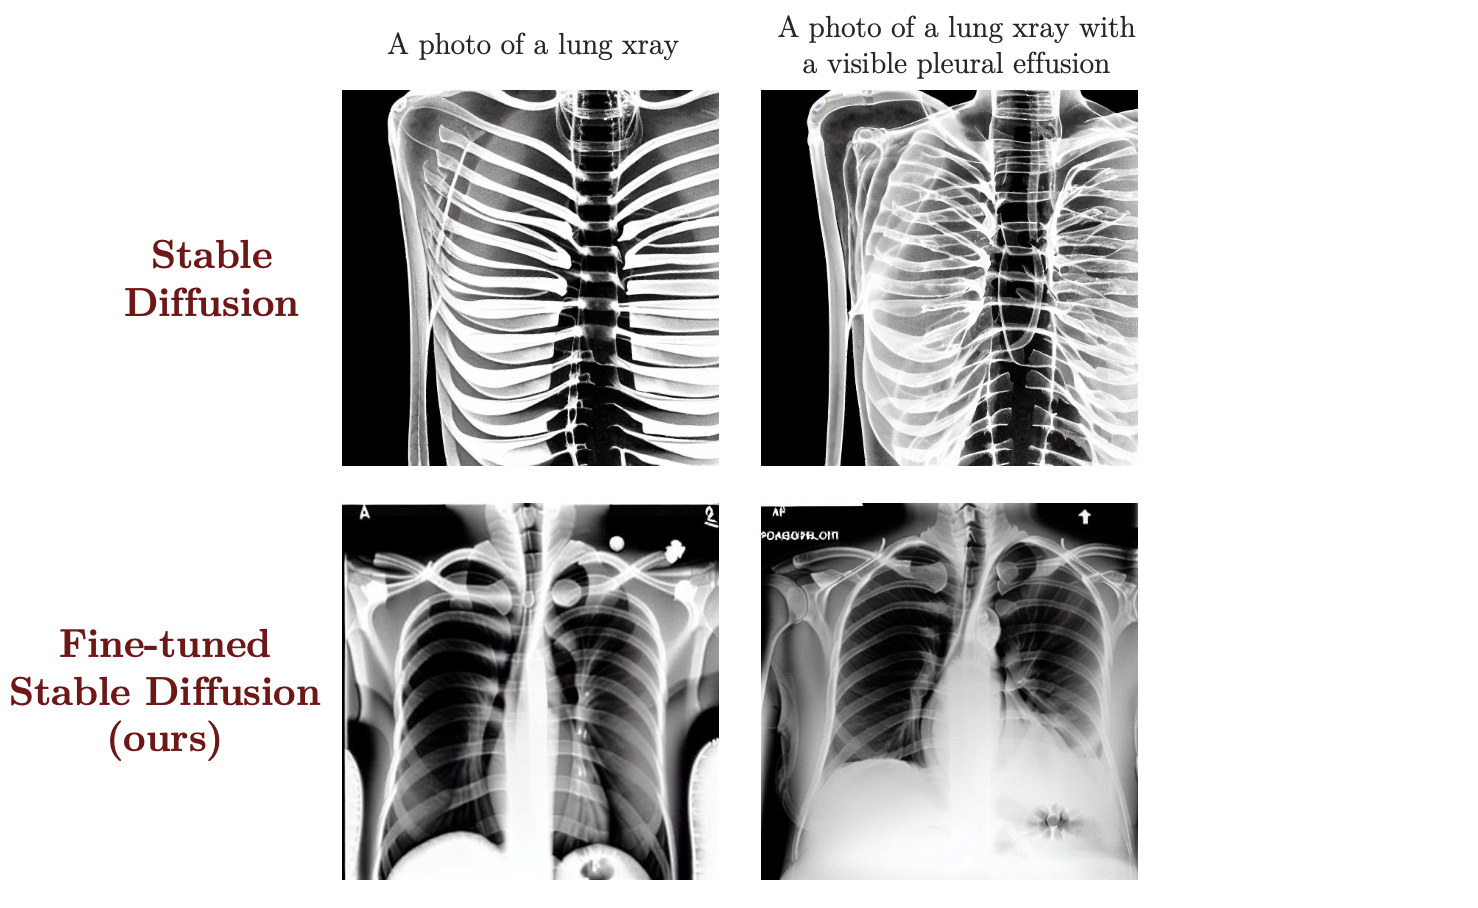 A photo of a lung xray
A photo of a lung xray with
a visible pleural effusion
Stable
Diffusion
Fine-tuned
Stable Diffusion
(ours)
A
AP